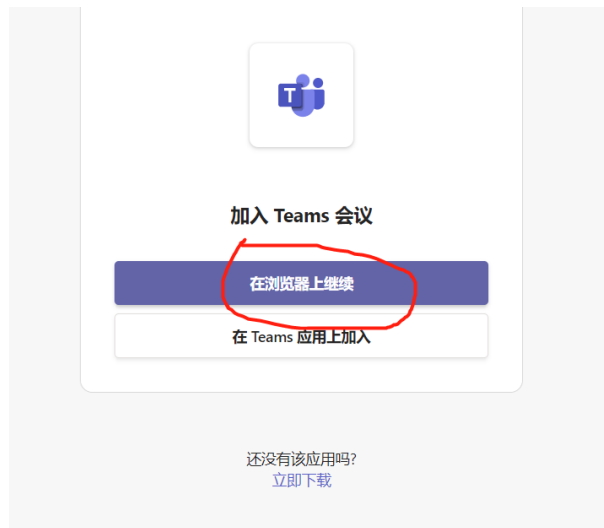 T
加入 Teams 会议
在浏览器上继续
在 Teams 应用上加入
还没有该应用吗?
立即下载